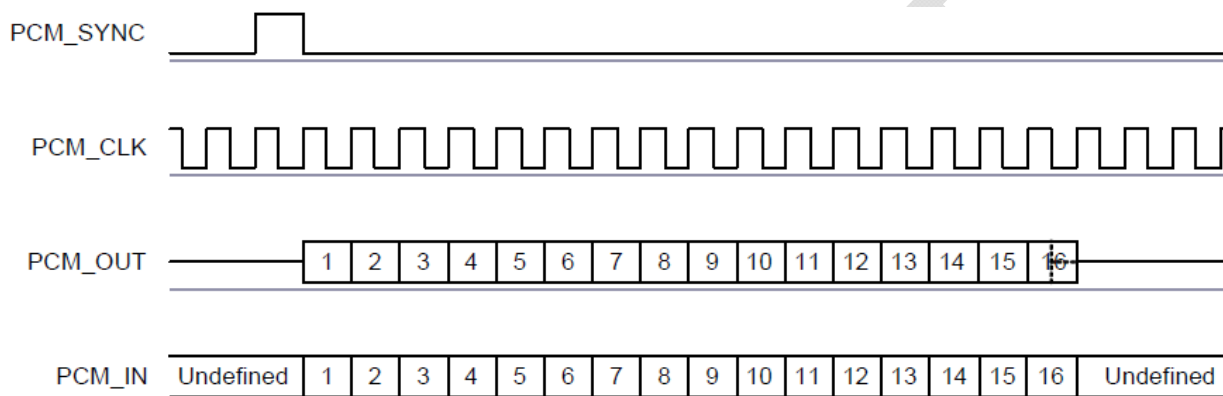 PCM_SYNC
PCM_CLK
PCM_OUT 1 2 3 4 5 6 7 8 9 10 11 12 13 14 15 16
PCM_IN Undefined 1 2 3 4 5 6 7 8 9 10 11 12 13 14 15 16 Undefined